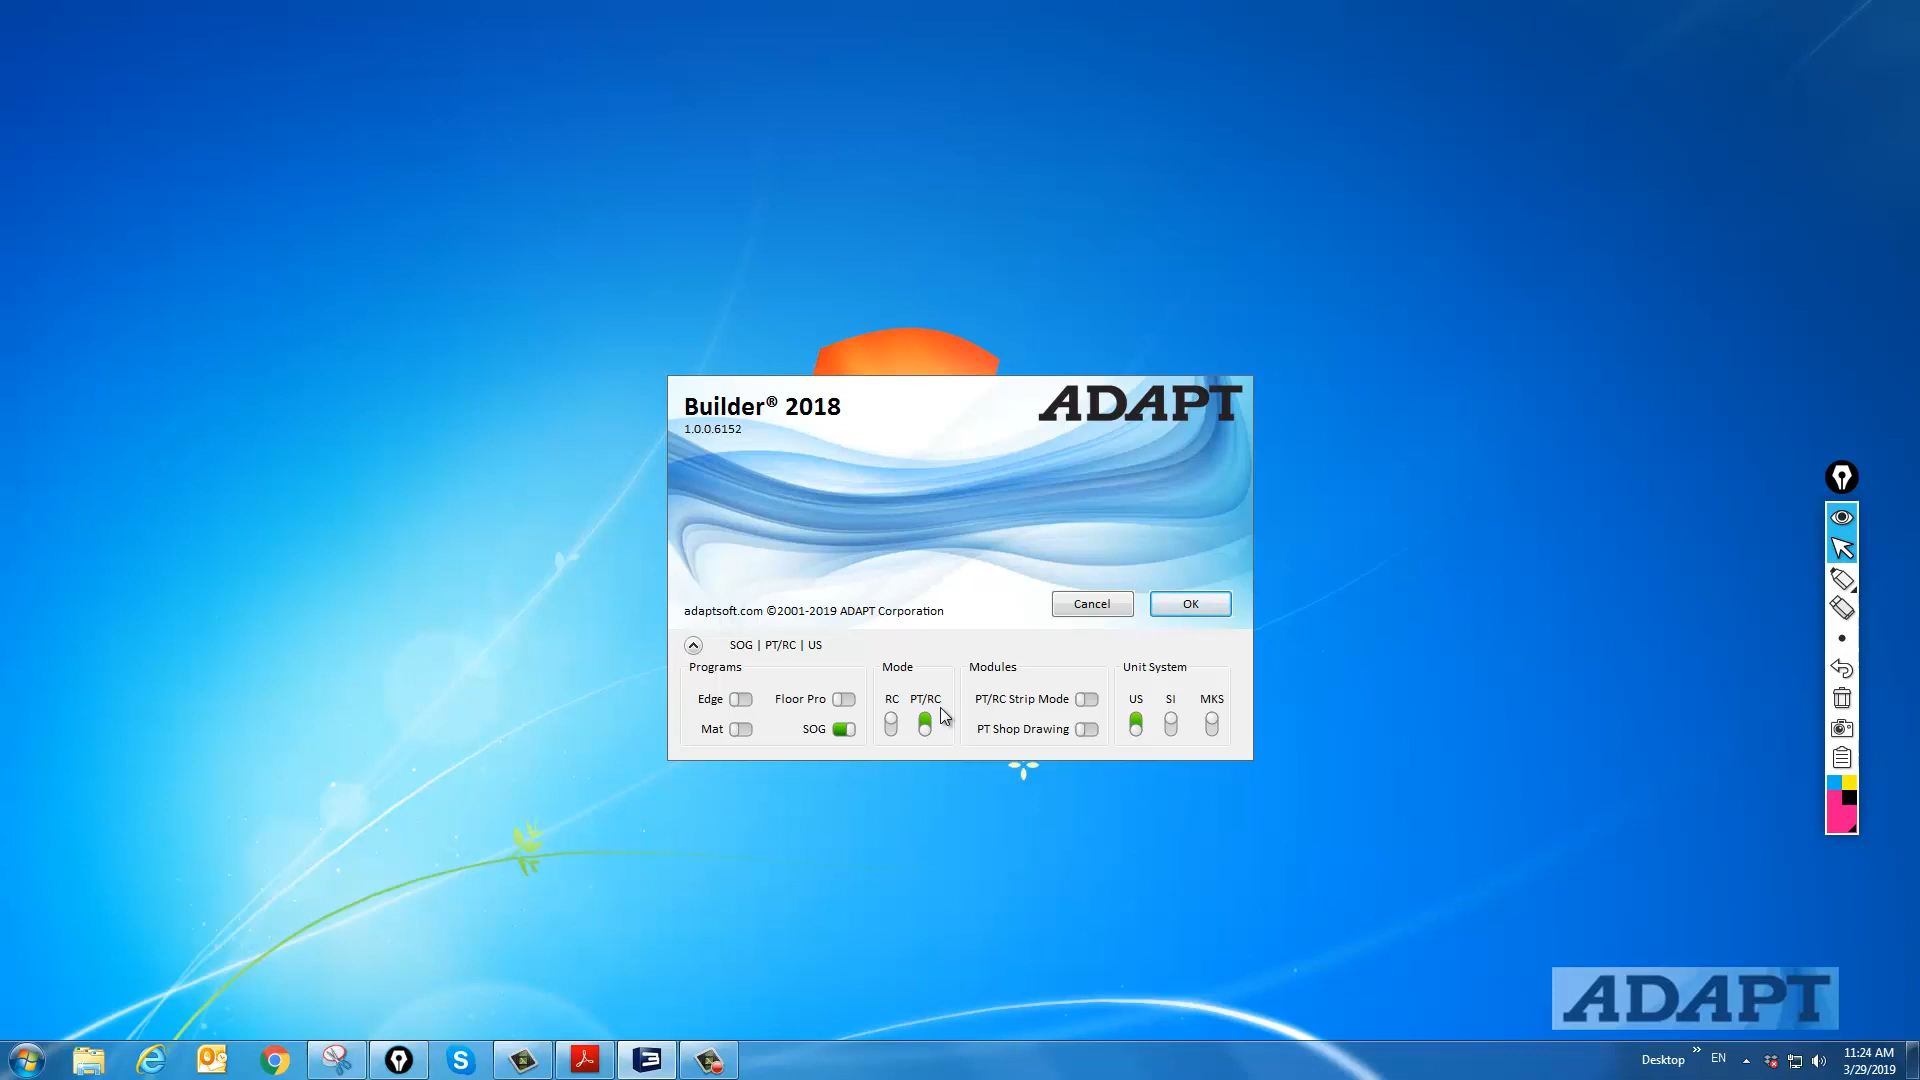 Builder® 2018
1.0.0.6152
ADAPT
adaptsoft.com ©2001-2019 ADAPT Corporation
Cancel
OK
SOG | PT/RC | US
Programs
Mode
Modules
Unit System
Edge
Floor Pro
RC
PT/RC
PT/RC Strip Mode
US
SI
MKS
Mat
SOG
PT Shop Drawing
ADAPT
Desktop
EN
11:24 AM
3/29/2019